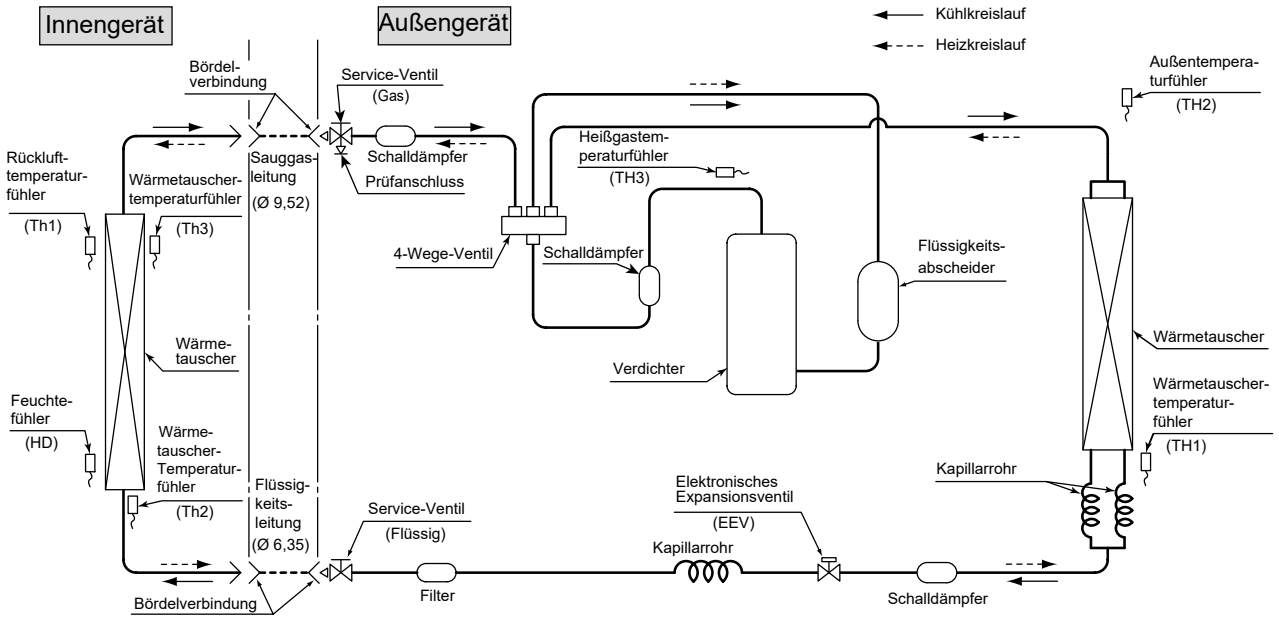 Innengerät
Außengerät
Kühlkreislauf
Heizkreislauf
Bördel-
verbindung
Service-Ventil
(Gas)
Außentempera-
turfühler
(TH2)
Rückluft-
temperatur-
fühler
(Th1)
Wärmetauscher-
temperaturfühler
(Th3)
Sauggas-
leitung
(Ø 9,52)
Schalldämpfer
Prüfanschluss
Heißgastem-
peraturfühler
(TH3)
4-Wege-Ventil
Schalldämpfer
Flüssigkeits-
abscheider
Wärme-
tauscher
Verdichter
Wärmetauscher
Feuchte-
fühler
(HD)
Wärme-
tauscher-
Temperatur-
fühler
(Th2)
Wärmetauscher-
temperatur-
fühler
(TH1)
Flüssig-
keits-
leitung
(Ø 6,35)
Service-Ventil
(Flüssig)
Elektronisches
Expansionsventil
(EEV)
Kapillarrohr
Kapillarrohr
Bördelverbindung
Filter
Schalldämpfer